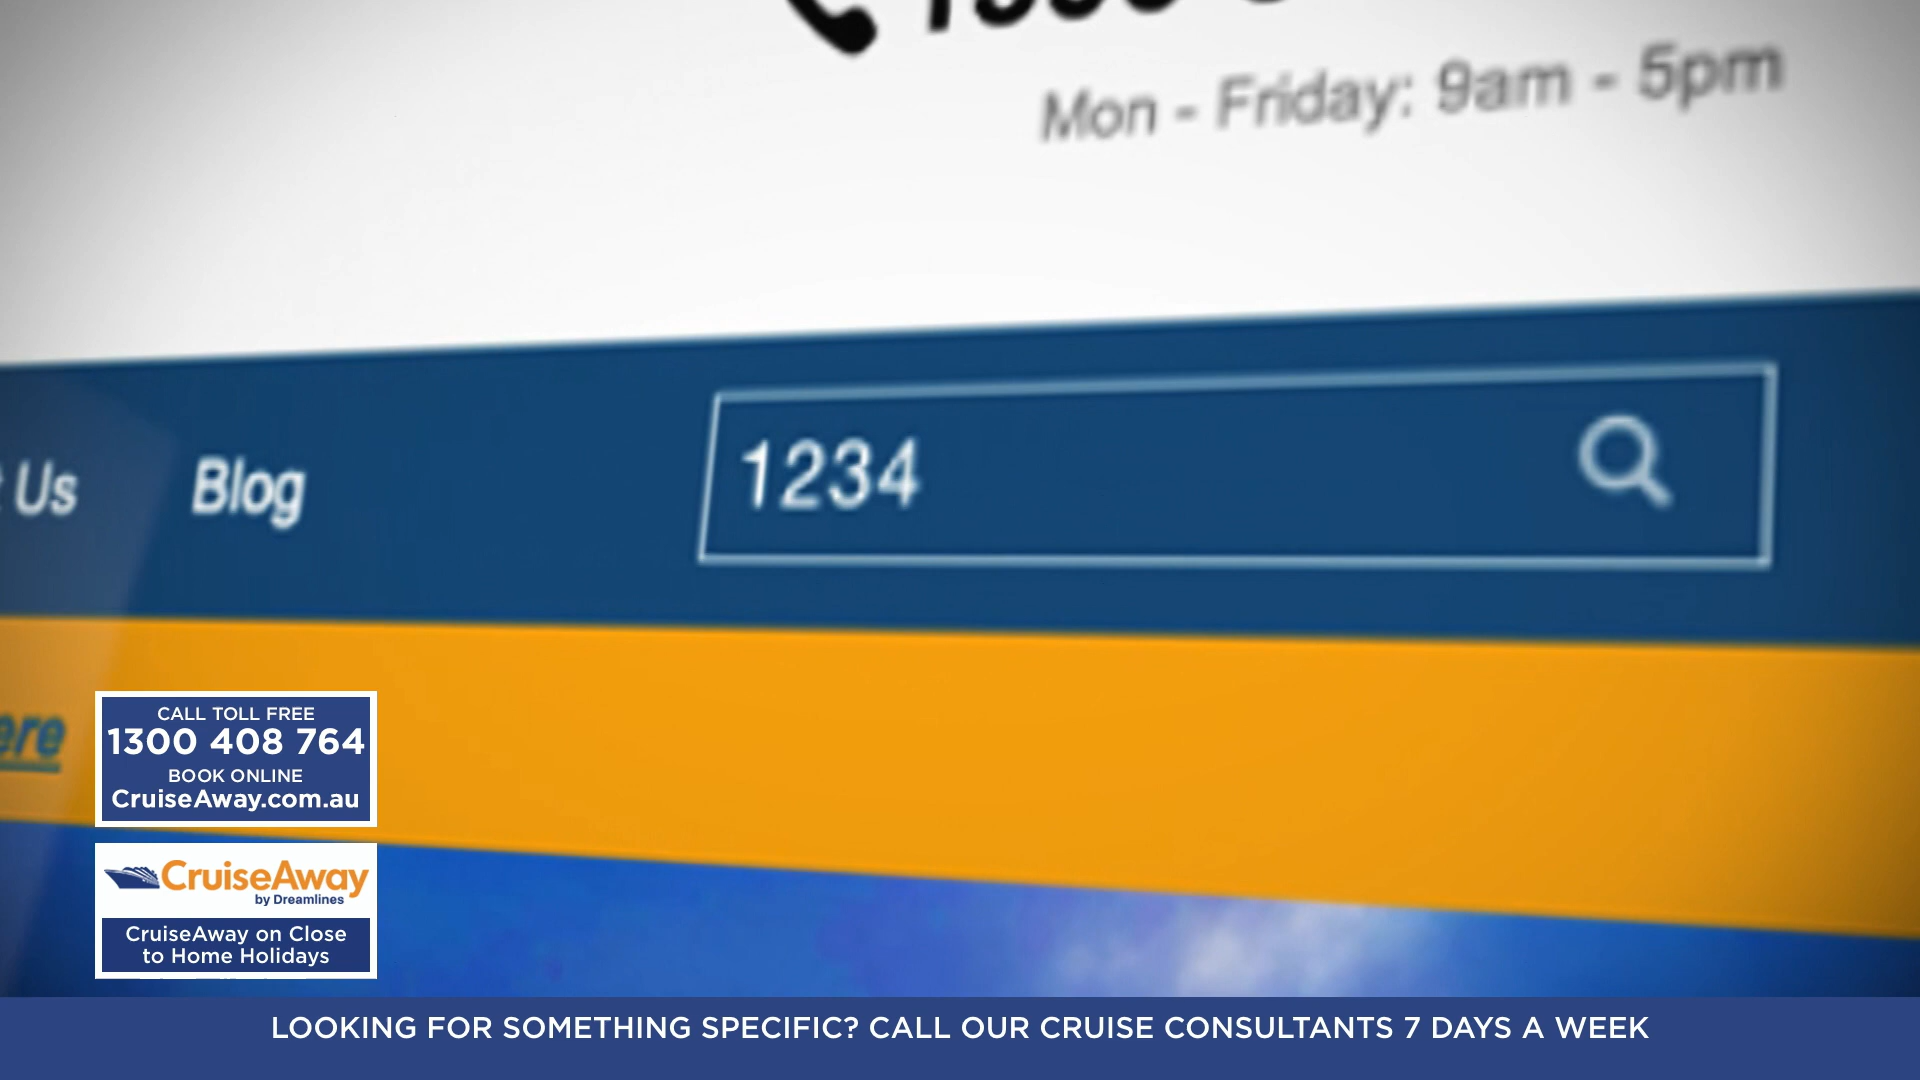 Mon - Friday: 9am - 5pm
Us
Blog
1234
CALL TOLL FREE
1300 408 764
BOOK ONLINE
CruiseAway.com.au
CruiseAway
by Dreamlines
CruiseAway on Close
to Home Holidays
LOOKING FOR SOMETHING SPECIFIC? CALL OUR CRUISE CONSULTANTS 7 DAYS A WEEK